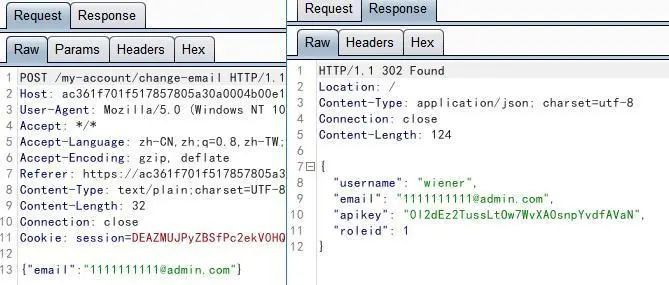 Request
Response
Raw
Params
Headers
Hex
1 POST /my-account/change-email HTTP/1.1
2 Host: ac361f701f517857805a30a0004b00e1
3 User-Agent: Mozilla/5.0 (Windows NT 10
4 Accept: */*
5 Accept-Language: zh-CN,zh;q=0.8,zh-TW;
6 Accept-Encoding: gzip, deflate
7 Referer: https://ac361f701f517857805a3
8 Content-Type: text/plain;charset=UTF-8
9 Content-Length: 32
10 Connection: close
11 Cookie: session=DEAZMUJPyZBSfPc2ekV0HQ
12
13 {"email":"1111111111@admin.com"}
Request
Response
Raw
Headers
Hex
1 HTTP/1.1 302 Found
2 Location: /
3 Content-Type: application/json; charset=utf-8
4 Connection: close
5 Content-Length: 124
6
7 {
8 "username": "wiener",
9 "email": "1111111111@admin.com",
10 "apikey": "0l2dEz2TussLtOw7WvXAOsnpYvdfAVaN",
11 "roleid": 1
12 }